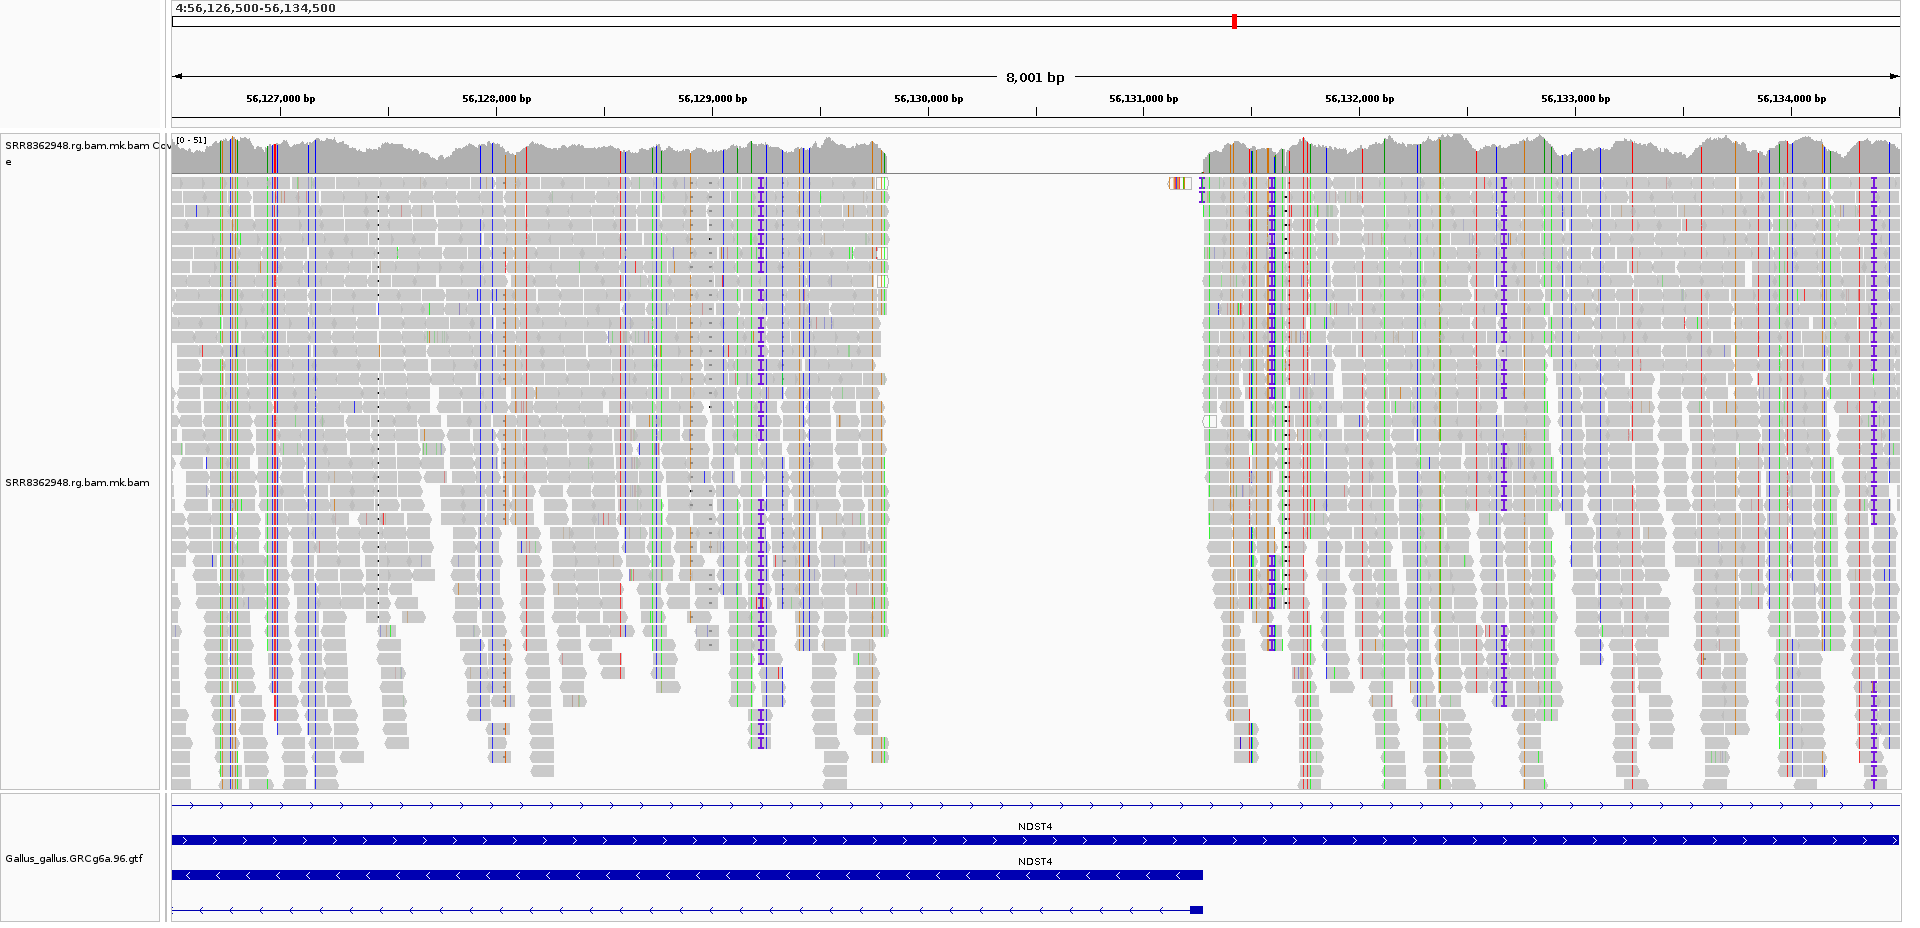 4:56,126,500-56,134,500
8,001 bp
56,127,000 bp 56,128,000 bp 56,129,000 bp 56,130,000 bp 56,131,000 bp 56,132,000 bp 56,133,000 bp 56,134,000 bp
SRR8362948.rg.bam.mk.bam Cov
e
[0 - 51]
SRR8362948.rg.bam.mk.bam
NDST4
Gallus_gallus.GRCg6a.96.gtf
NDST4